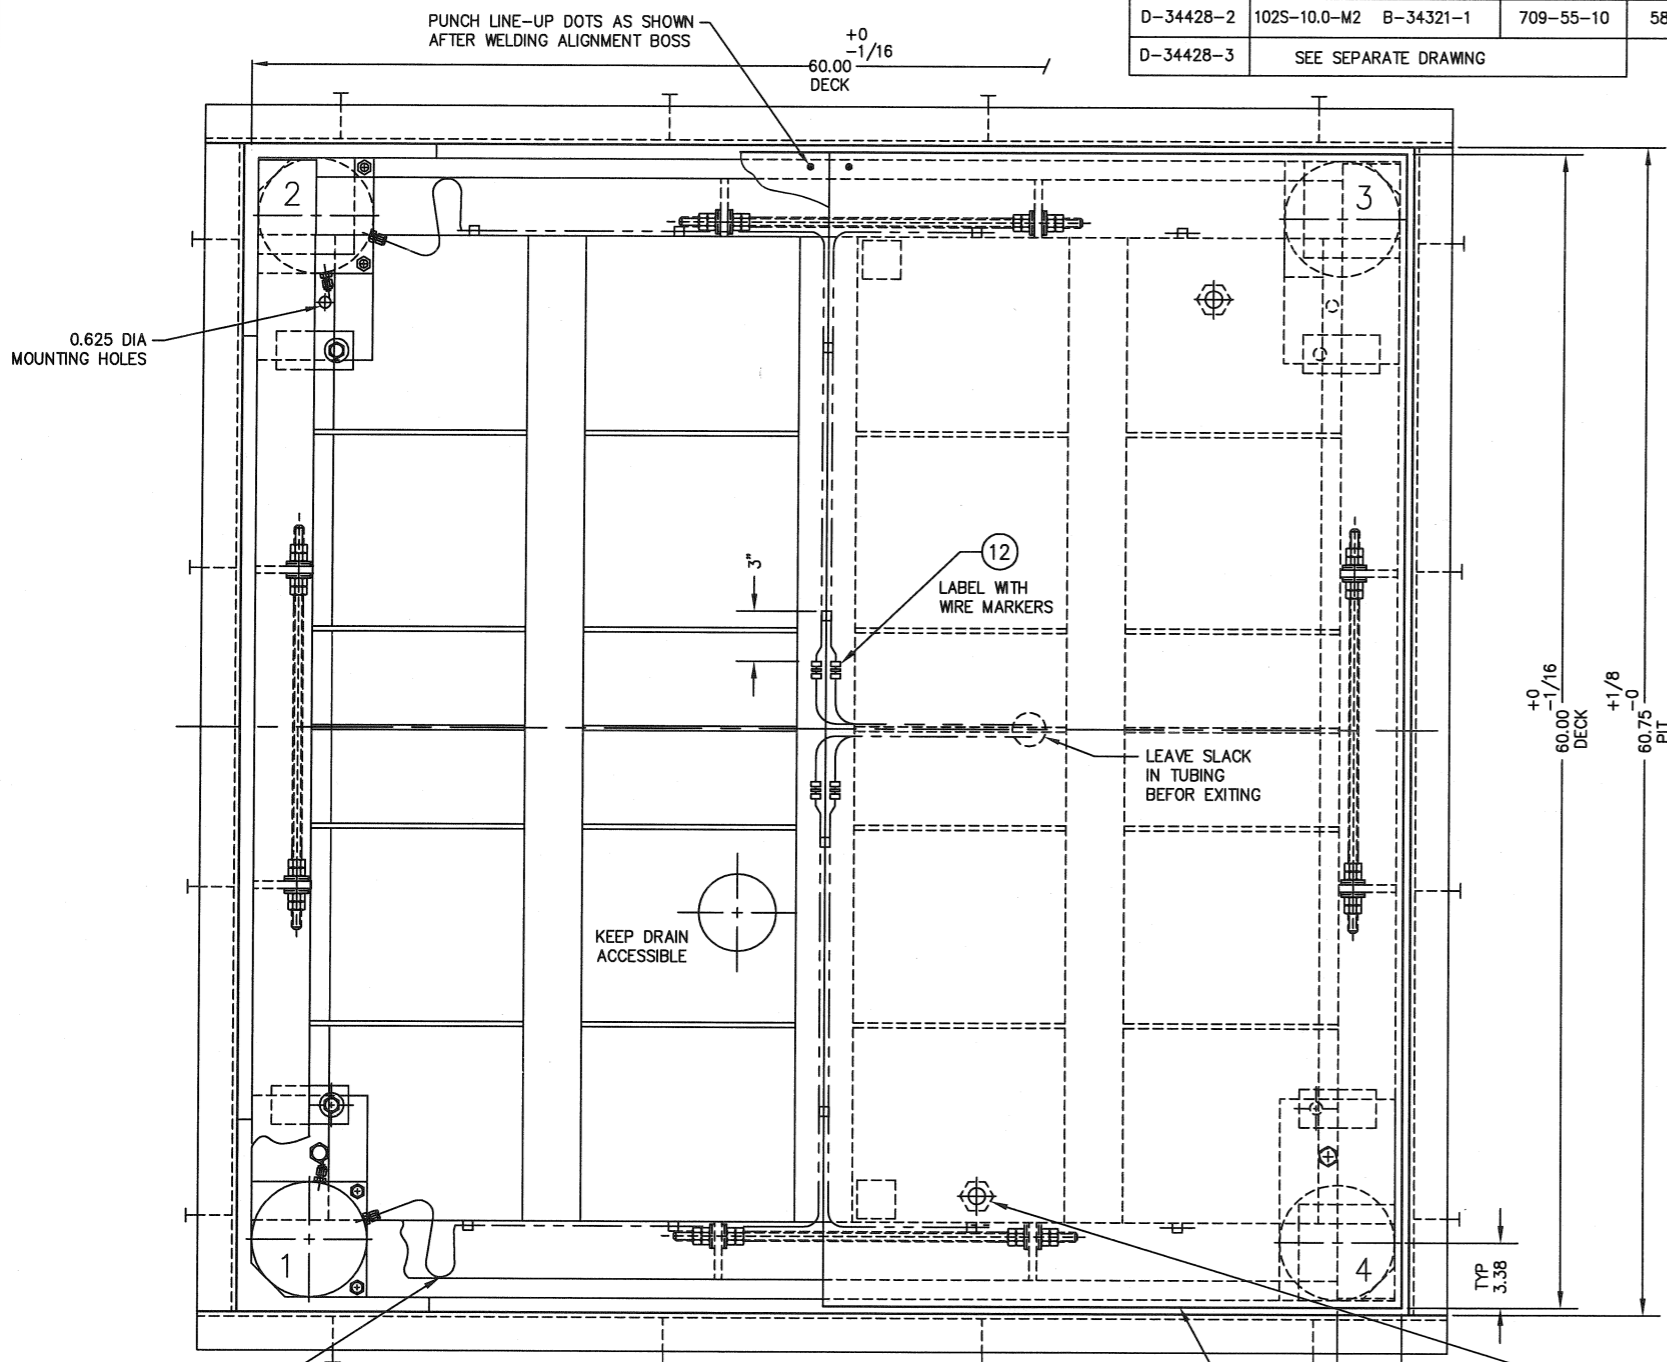 PUNCH LINE-UP DOTS AS SHOWN
AFTER WELDING ALIGNMENT BOSS
+0
-1/16
60.00
DECK
D-34428-2 102S-10.0-M2 B-34321-1 709-55-10 58
D-34428-3 SEE SEPARATE DRAWING
2
3
0.625 DIA
MOUNTING HOLES
3"
12
LABEL WITH
WIRE MARKERS
LEAVE SLACK
IN TUBING
BEFOR EXITING
+0
-1/16
60.00
DECK
+1/8
-0
60.75
PIT
KEEP DRAIN
ACCESSIBLE
1
4
TYP
3.38